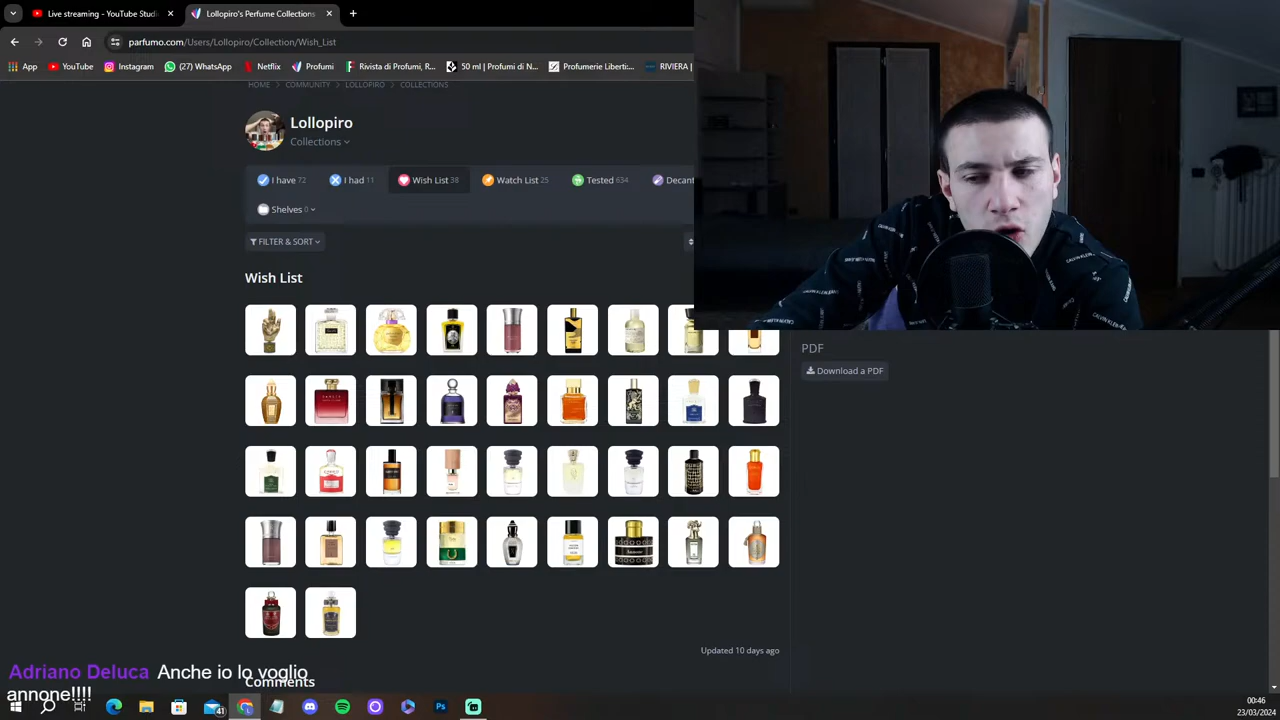 Live streaming - YouTube Studi
Lollopiro's Perfume Collections
parfumo.com/Users/Lollopiro/Collection/Wish_List
App YouTube Instagram (27) WhatsApp Netflix Profumi Rivista di Profumi, R... 50 ml | Profumi di N... Profumerie Liberti:... RIVIERA |
HOME COMMUNITY LOLLOPIRO COLLECTIONS
Lollopiro
Collections
I have 72 I had 11 Wish List 38 Watch List 25 Tested 634 Decant
Shelves 0
FILTER & SORT
Wish List
PDF
Download a PDF
Annone
Updated 10 days ago
Comments
Adriano Deluca Anche io lo voglio
annone!!!!
41
00:46
23/03/2024